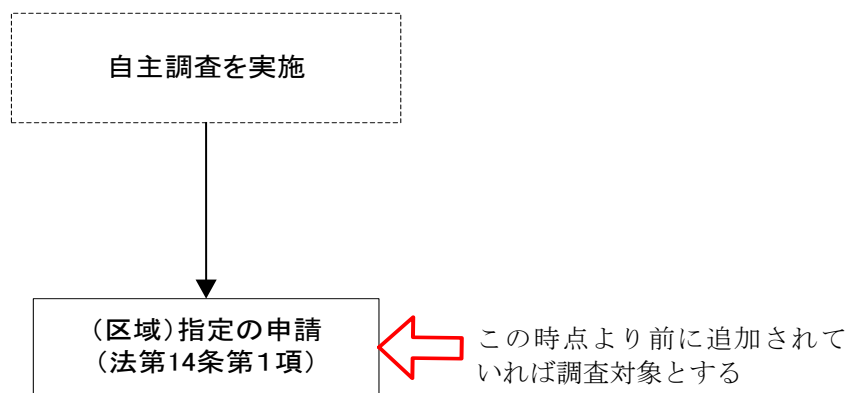 自主調査を実施
（区域）指定の申請
（法第14条第１項）
この時点より前に追加されて
いれば調査対象とする